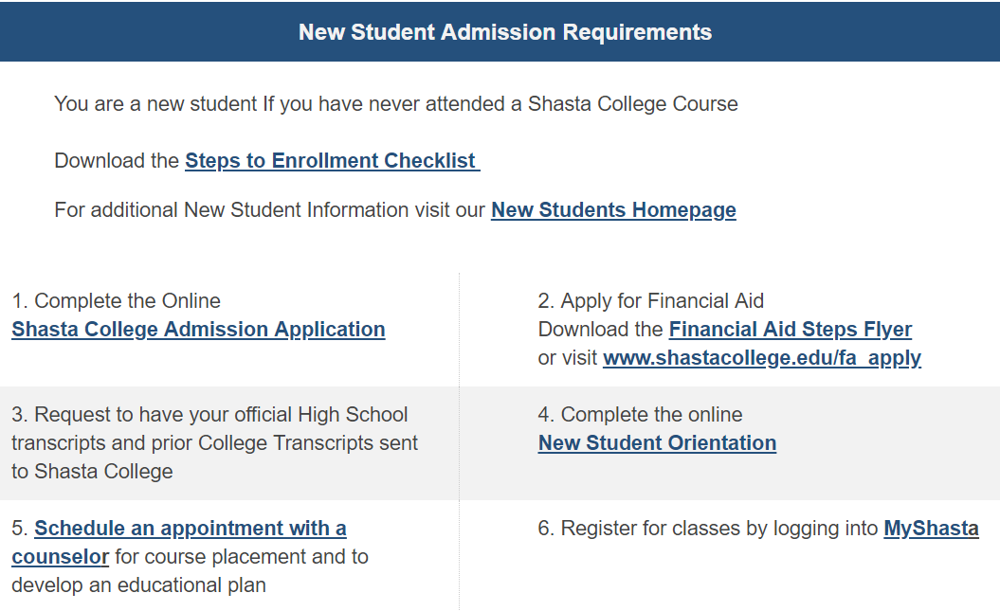 New Student Admission Requirements
You are a new student If you have never attended a Shasta College Course
Download the Steps to Enrollment Checklist
For additional New Student Information visit our New Students Homepage
1. Complete the Online
Shasta College Admission Application
2. Apply for Financial Aid
Download the Financial Aid Steps Flyer
or visit www.shastacollege.edu/fa_apply
3. Request to have your official High School
transcripts and prior College Transcripts sent
to Shasta College
4. Complete the online
New Student Orientation
5. Schedule an appointment with a
counselor for course placement and to
develop an educational plan
6. Register for classes by logging into MyShasta